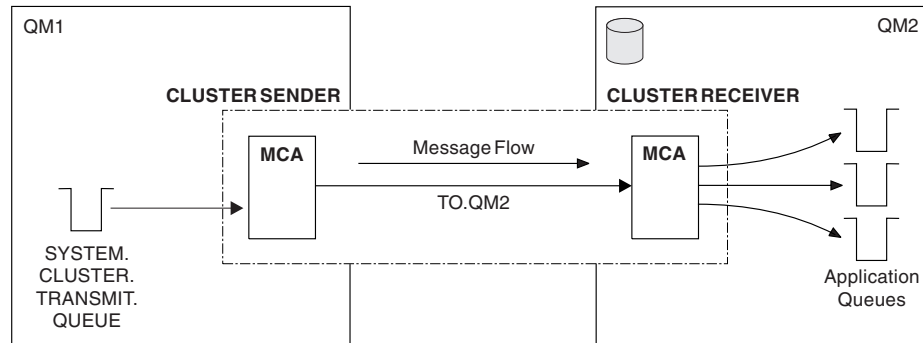 QM1
QM2
CLUSTER SENDER
CLUSTER RECEIVER
MCA
Message Flow
MCA
TO.QM2
SYSTEM.
CLUSTER.
TRANSMIT.
QUEUE
Application
Queues